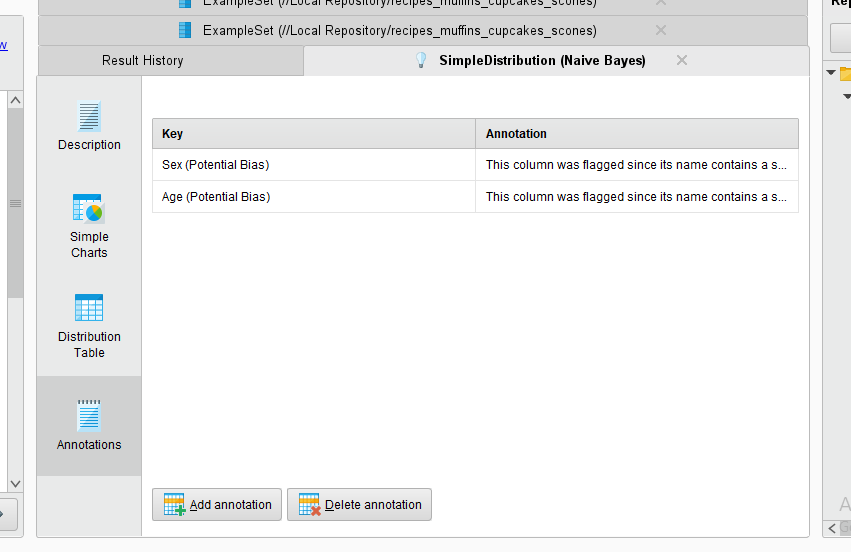 ExampleSet (//Local Repository/recipes_muffins_cupcakes_scones)
ExampleSet (//Local Repository/recipes_muffins_cupcakes_scones)
Result History
SimpleDistribution (Naive Bayes)
Description
Simple
Charts
Distribution
Table
Annotations
Key Annotation
Sex (Potential Bias) This column was flagged since its name contains a s...
Age (Potential Bias) This column was flagged since its name contains a s...
Add annotation
Delete annotation